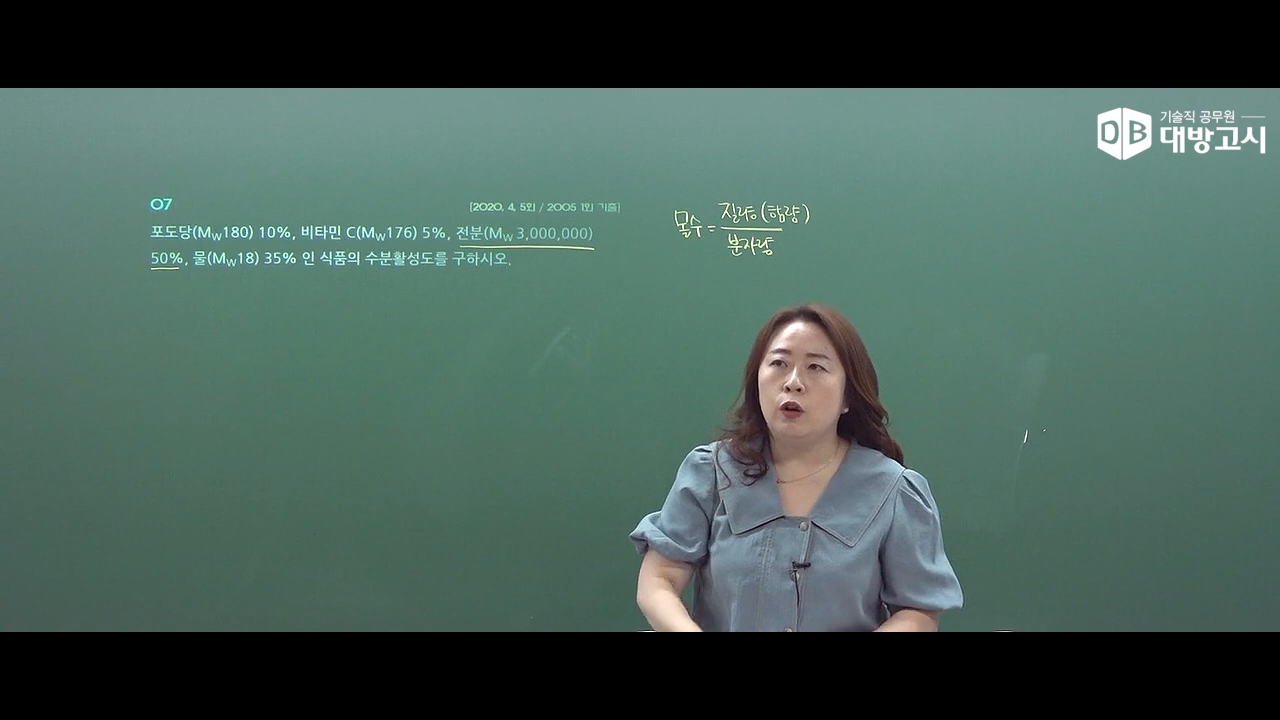 기술직 공무원
DB 대방고시
07 [2020. 4, 5회 / 2005 1회 기출]
포도당(MW180) 10%, 비타민 C(MW176) 5%, 전분(MW 3,000,000)
50%, 물(MW18) 35% 인 식품의 수분활성도를 구하시오.
몰수 = 질량(함량)
분자량